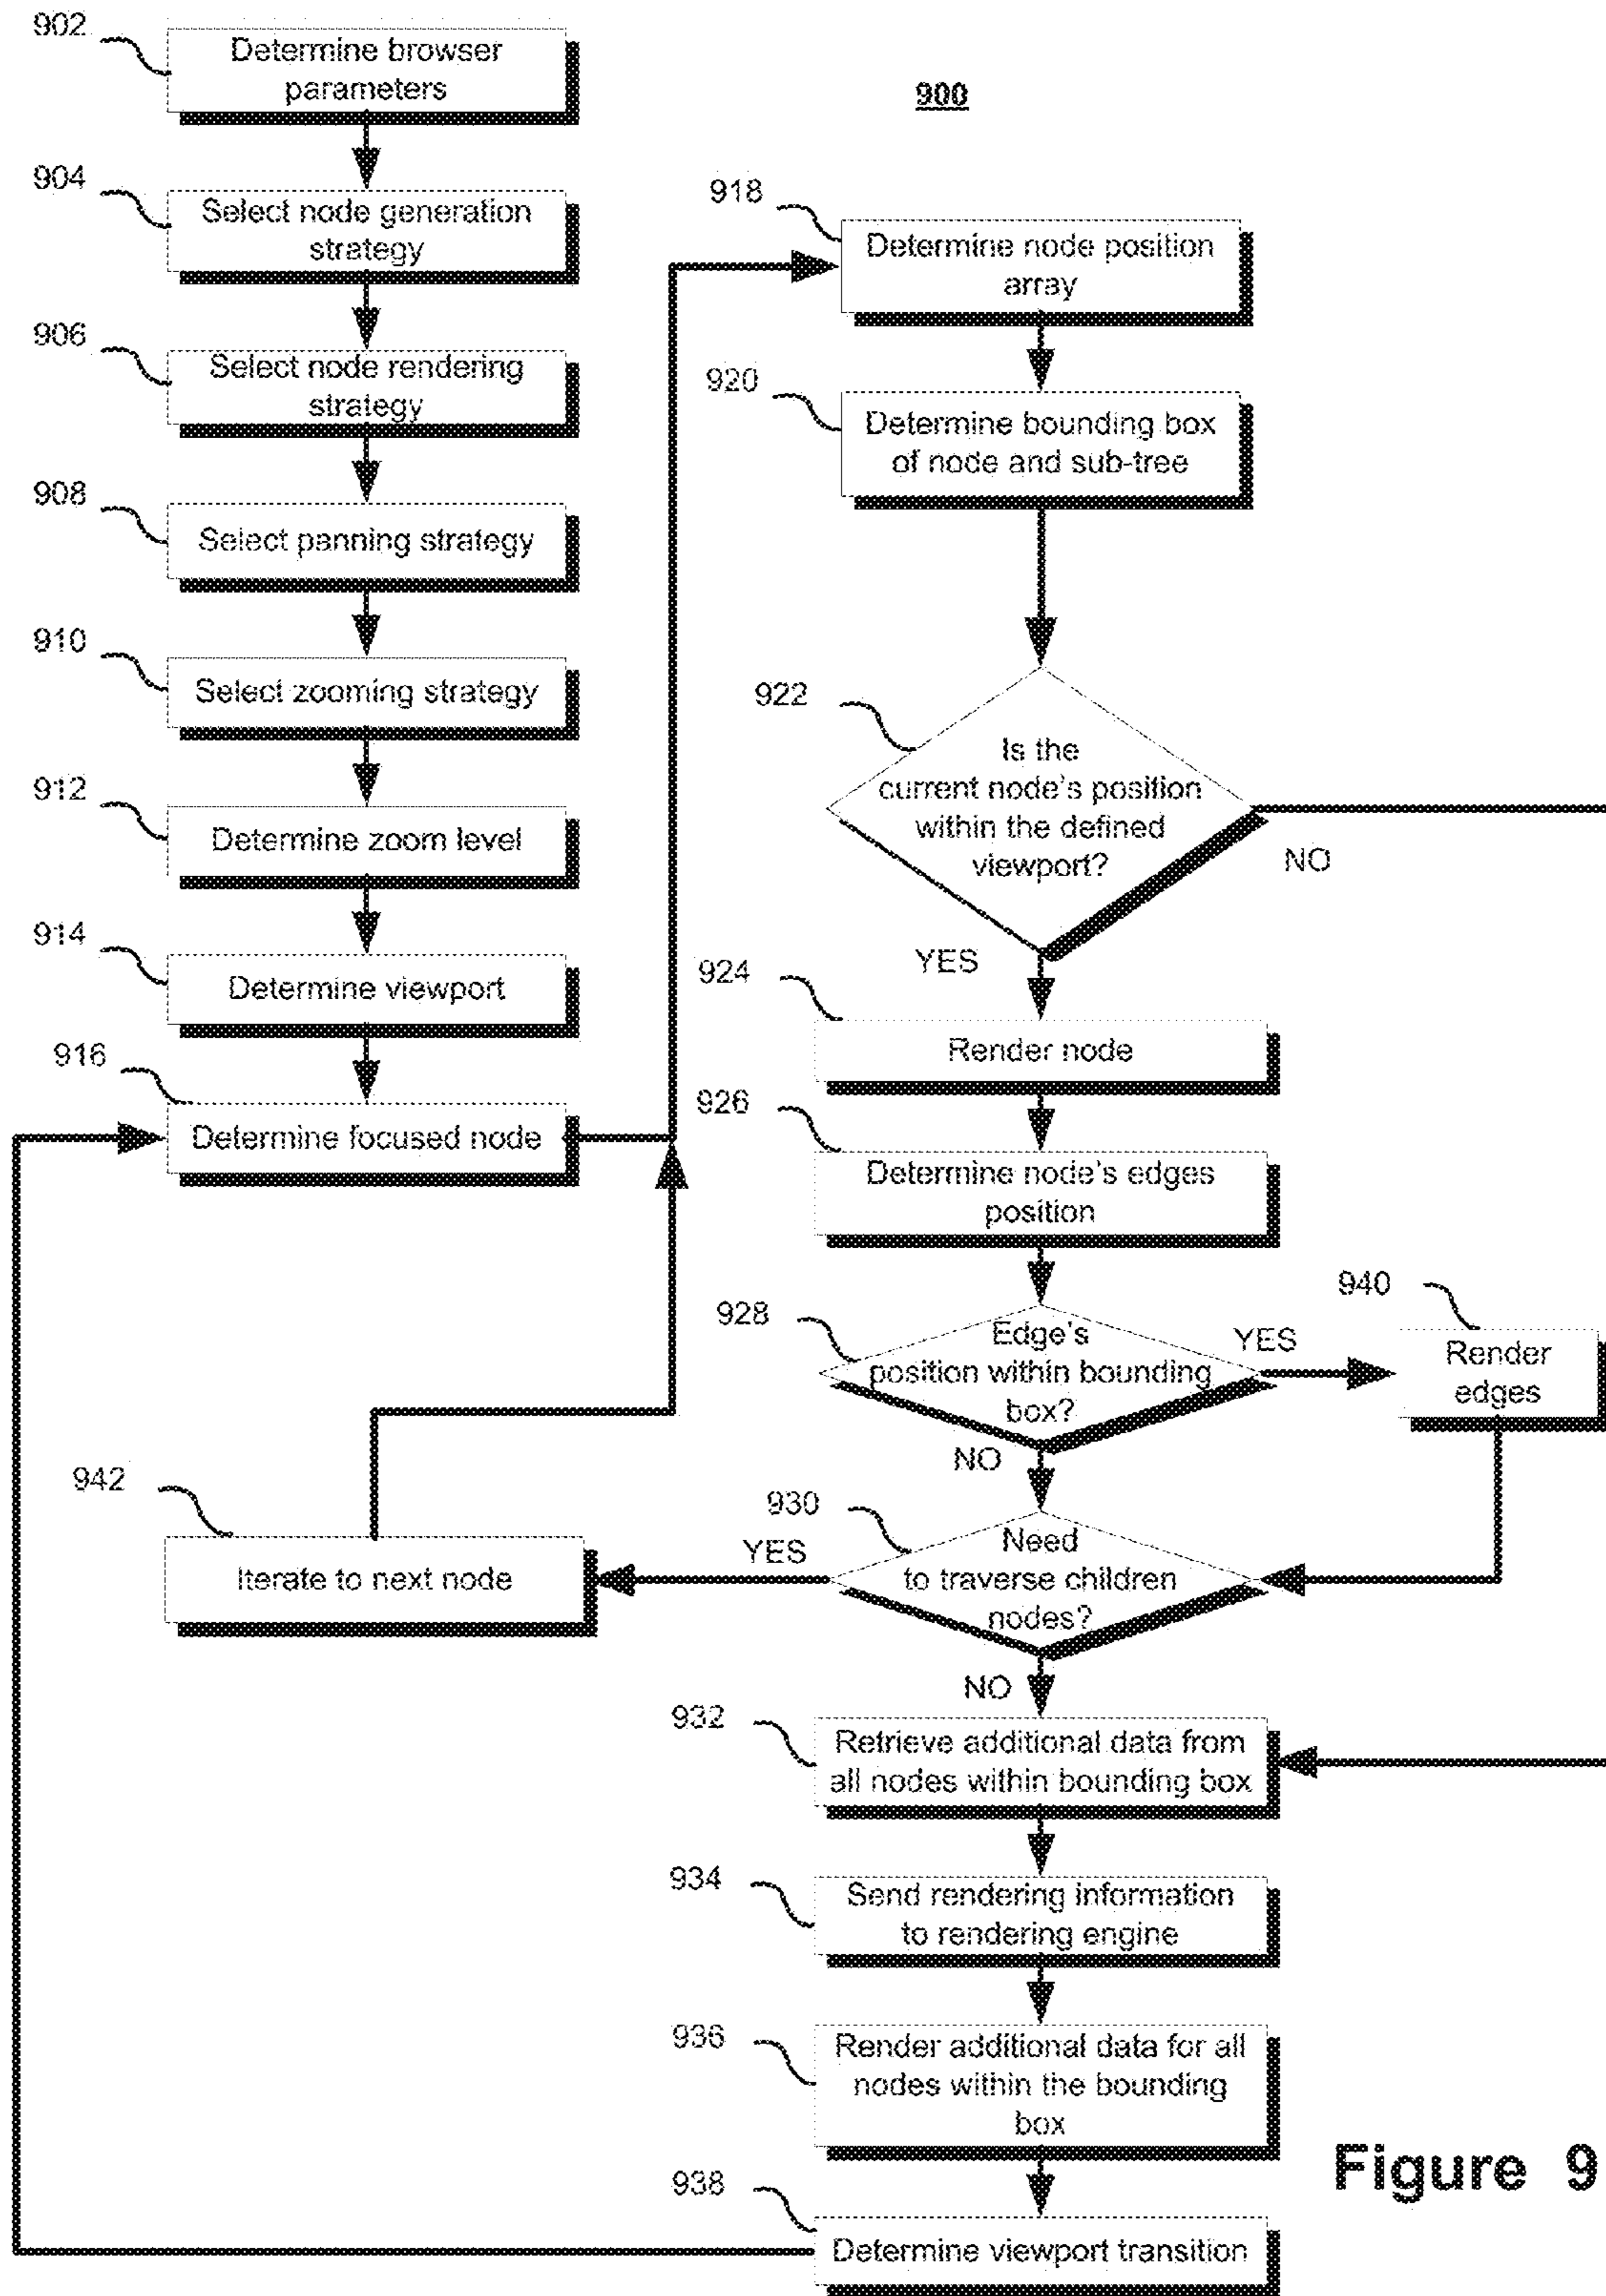 902
Determine browser
parameters
900
904
Select node generation
strategy
906
Select node rendering
strategy
908
Select panning strategy
910
Select zooming strategy
912
Determine zoom level
914
Determine viewport
916
Determine focused node
918
Determine node position
array
920
Determine bounding box
of node and sub-tree
922
Is the
current node's position
within the defined
viewport?
NO
YES
924
Render node
926
Determine node's edges
position
928
Edge's
position within bounding
box?
YES
940
Render
edges
NO
930
Need
to traverse children
nodes?
YES
942
Iterate to next node
NO
932
Retrieve additional data from
all nodes within bounding box
934
Send rendering information
to rendering engine
936
Render additional data for all
nodes within the bounding
box
938
Determine viewport transition
Figure 9